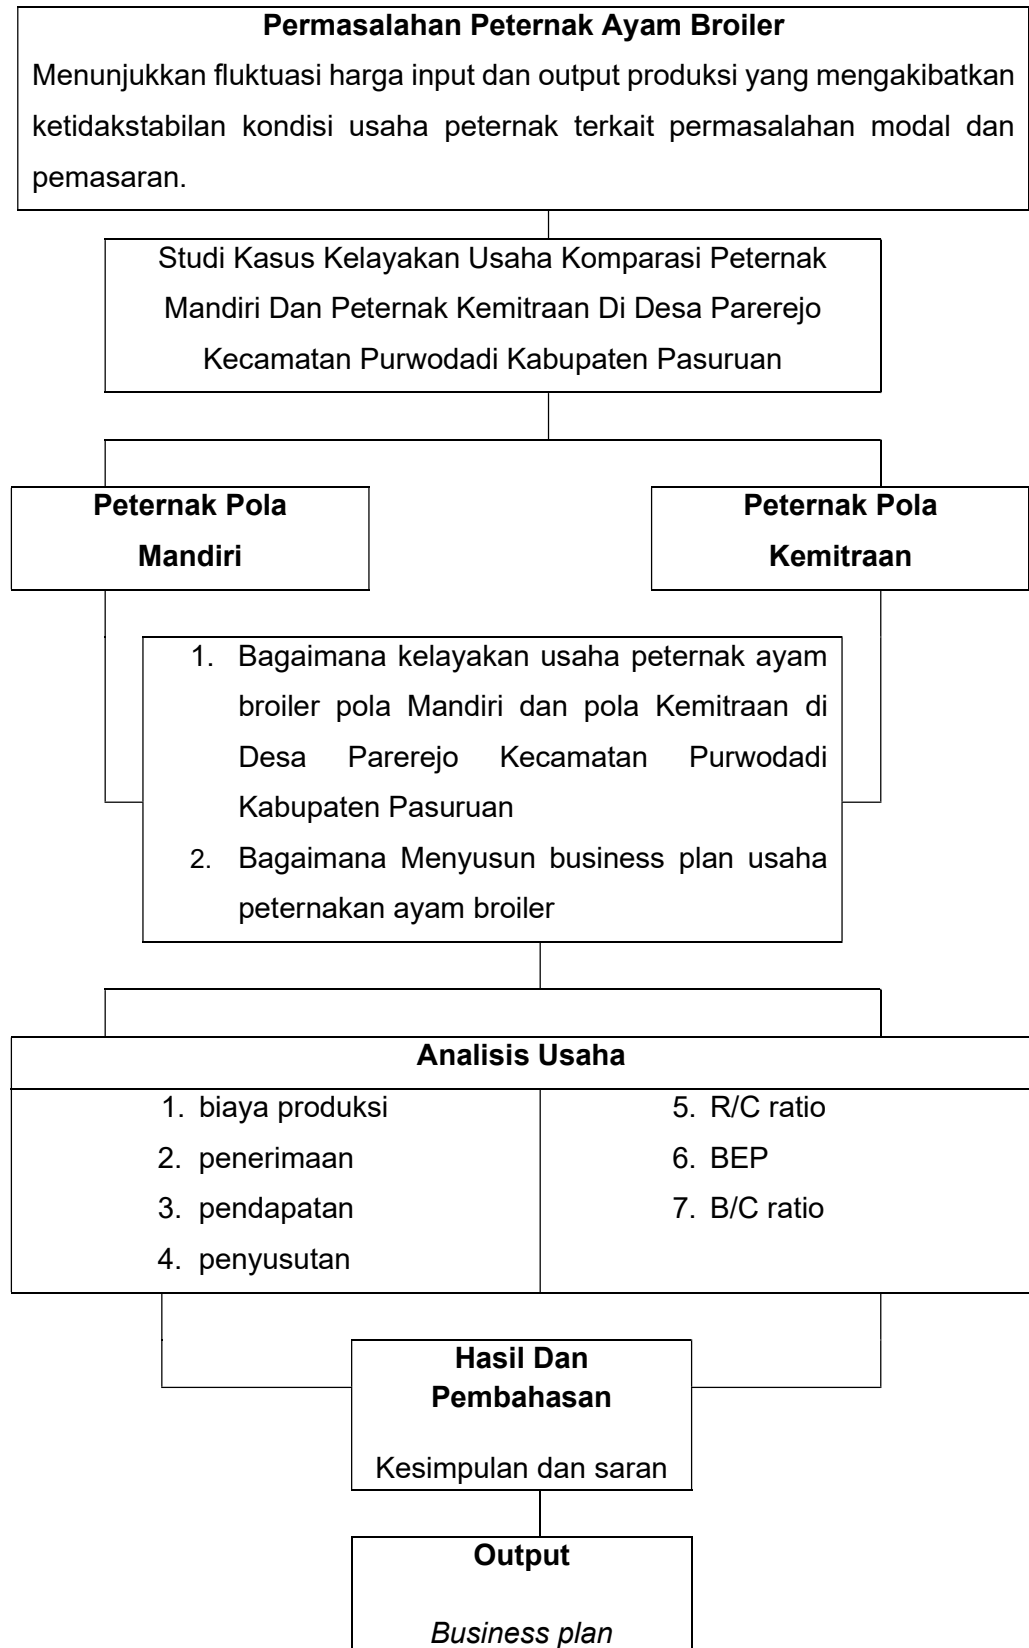 Permasalahan Peternak Ayam Broiler
Menunjukkan fluktuasi harga input dan output produksi yang mengakibatkan
ketidakstabilan kondisi usaha peternak terkait permasalahan modal dan
pemasaran.
Studi Kasus Kelayakan Usaha Komparasi Peternak
Mandiri Dan Peternak Kemitraan Di Desa Parerejo
Kecamatan Purwodadi Kabupaten Pasuruan
Peternak Pola
Mandiri
Peternak Pola
Kemitraan
1. Bagaimana kelayakan usaha peternak ayam
broiler pola Mandiri dan pola Kemitraan di
Desa Parerejo Kecamatan Purwodadi
Kabupaten Pasuruan
2. Bagaimana Menyusun business plan usaha
peternakan ayam broiler
Analisis Usaha
1. biaya produksi
2. penerimaan
3. pendapatan
4. penyusutan
5. R/C ratio
6. BEP
7. B/C ratio
Hasil Dan
Pembahasan
Kesimpulan dan saran
Output
Business plan